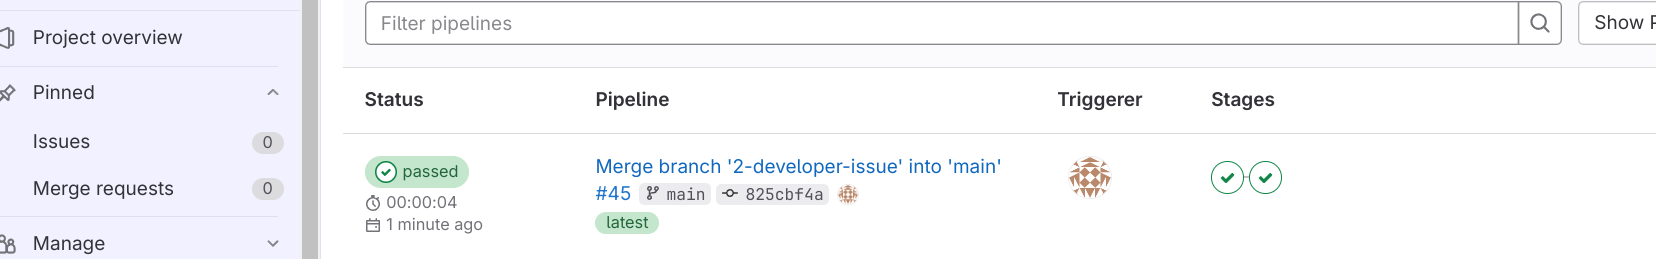 Project overview
Pinned
Issues 0
Merge requests 0
Manage
Filter pipelines
Show P
Status Pipeline Triggerer Stages
passed
00:00:04
1 minute ago
Merge branch '2-developer-issue' into 'main'
#45 main 825cbf4a
latest